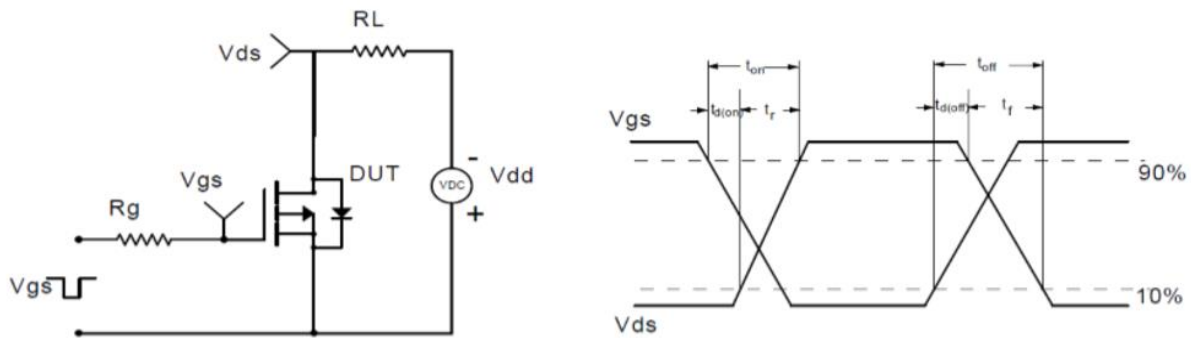 RL
Vds
Vgs
DUT
Rg
VDC
-
+
Vdd
Vgs
ton
toff
td(on)
tr
td(off)
tf
Vgs
90%
10%
Vds